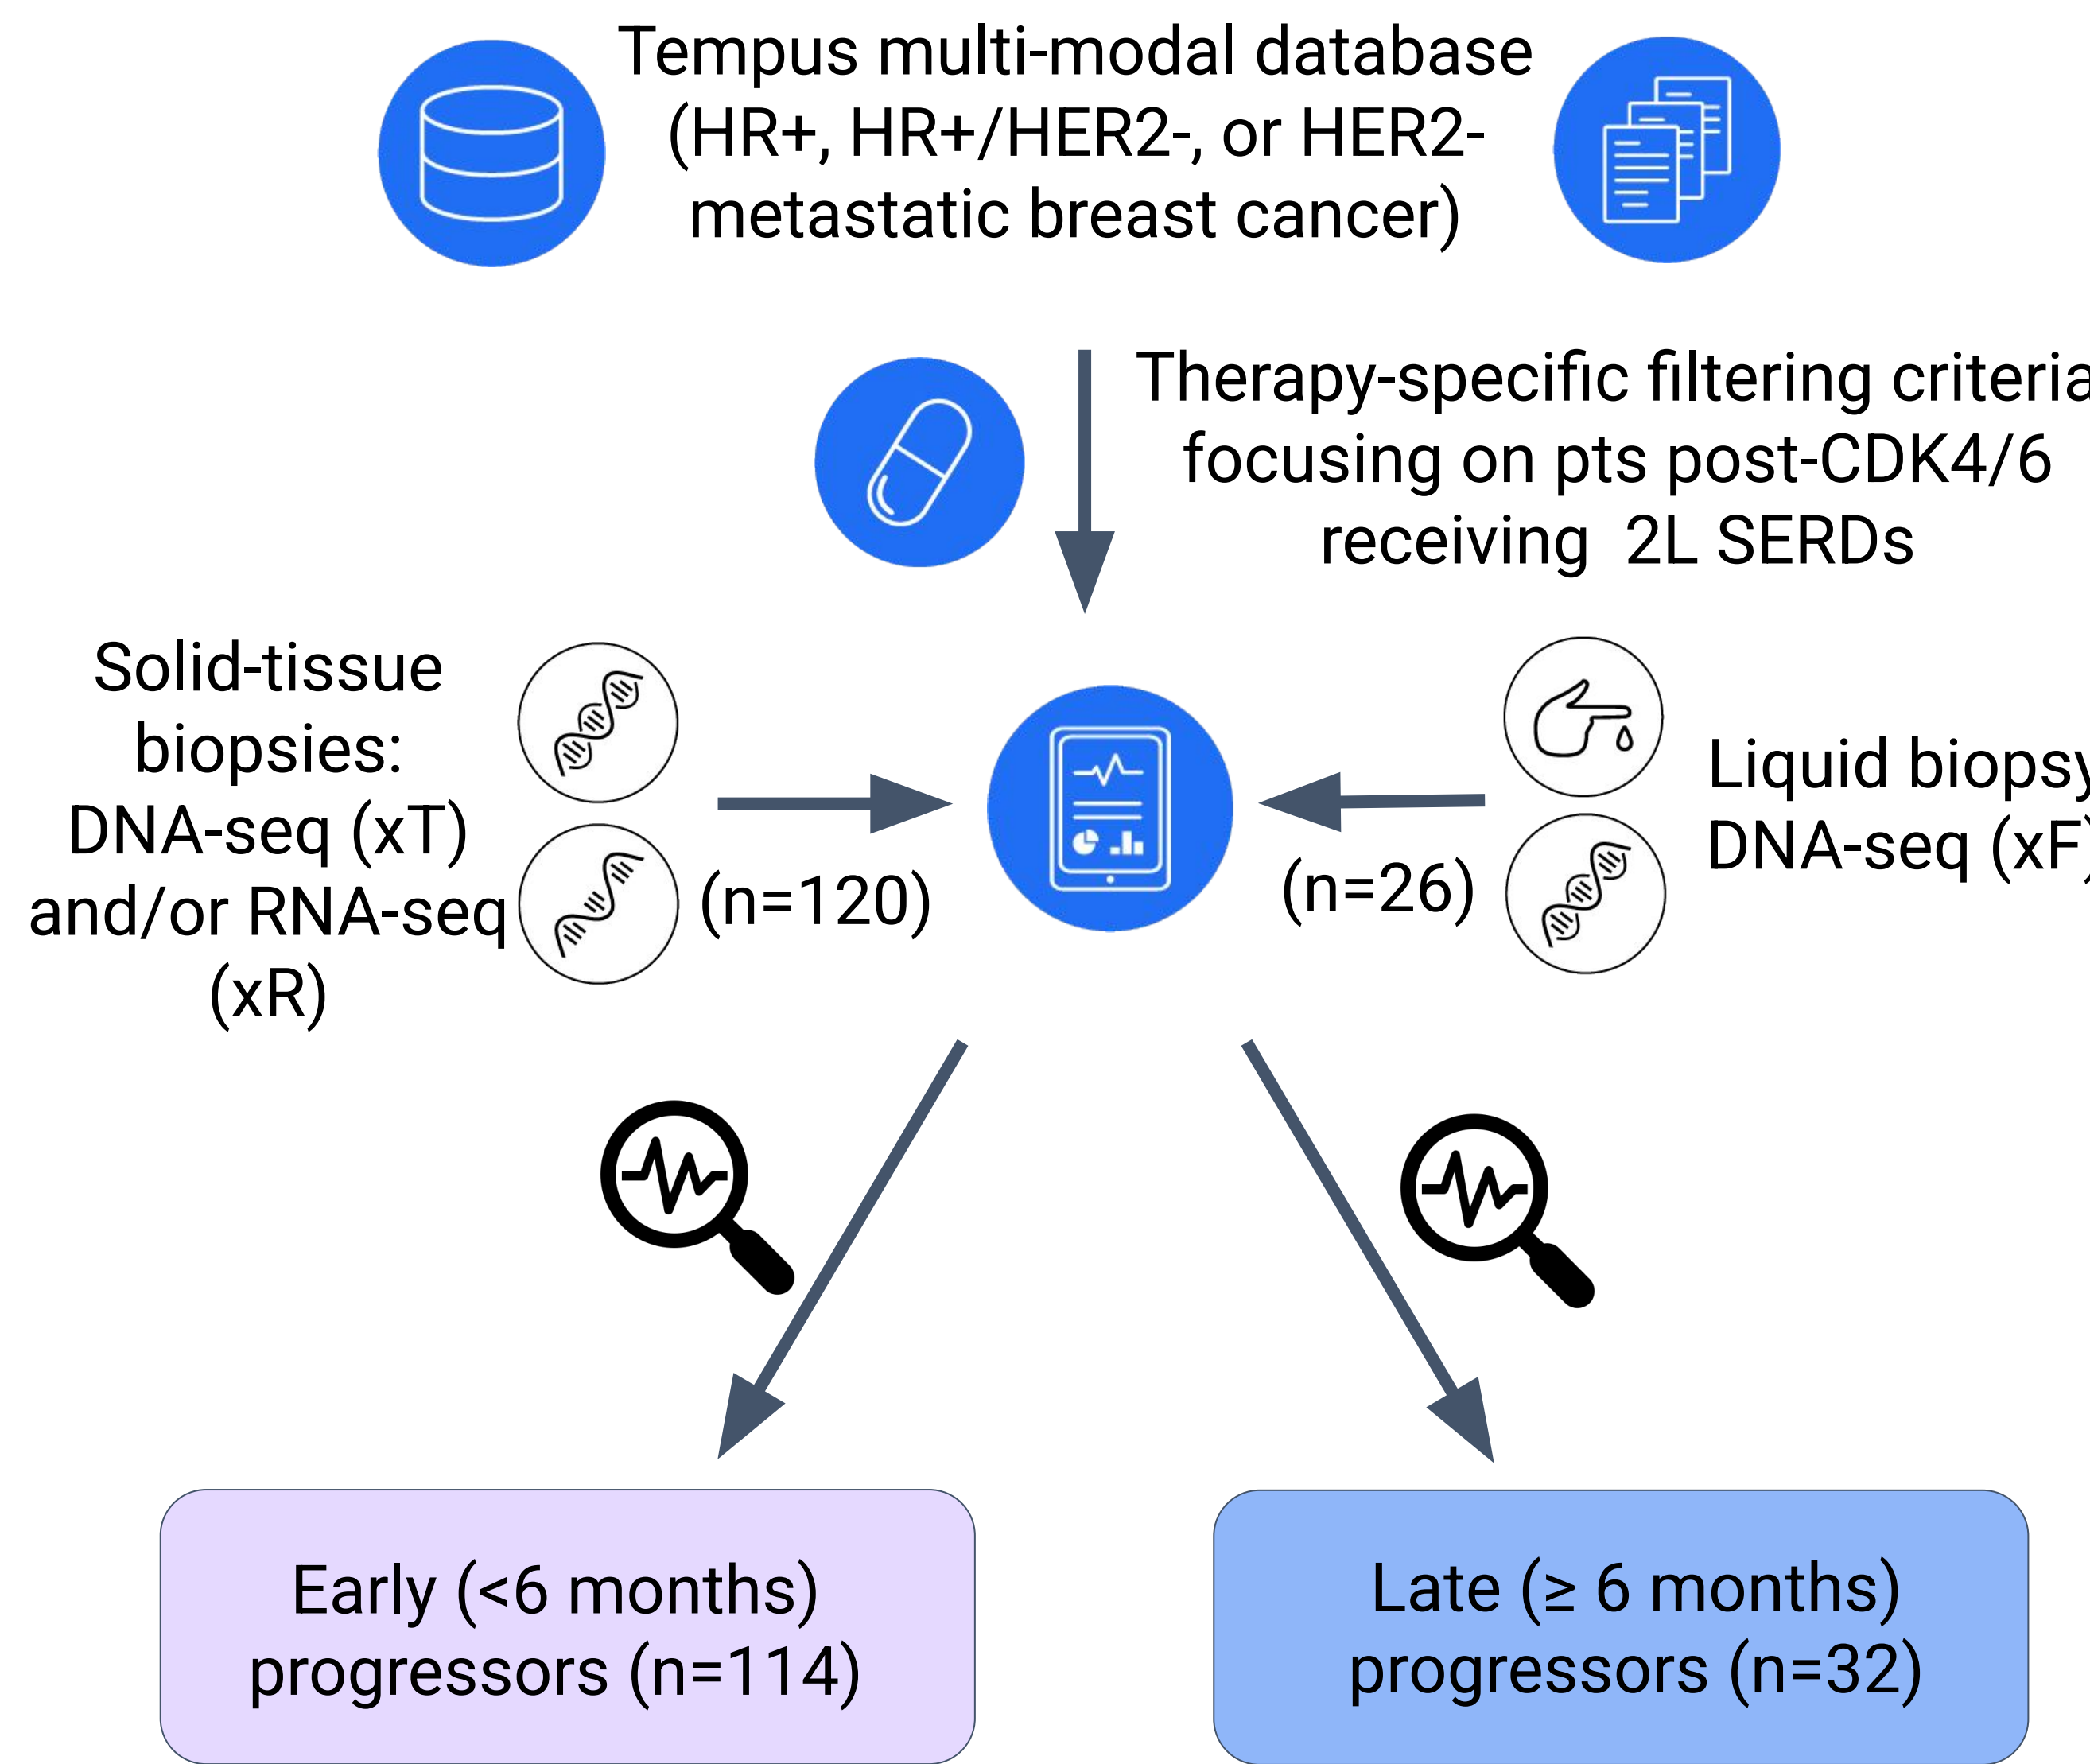 Tempus multi-modal database
(HR+, HR+/HER2-, or HER2-
metastatic breast cancer)
Therapy-specific filtering criteria
focusing on pts post-CDK4/6
receiving 2L SERDs
Solid-tissue
biopsies:
DNA-seq (xT)
and/or RNA-seq
(xR)
(n=120)
(n=26)
Liquid biopsy
DNA-seq (xF)
Early (<6 months)
progressors (n=114)
Late (≥ 6 months)
progressors (n=32)